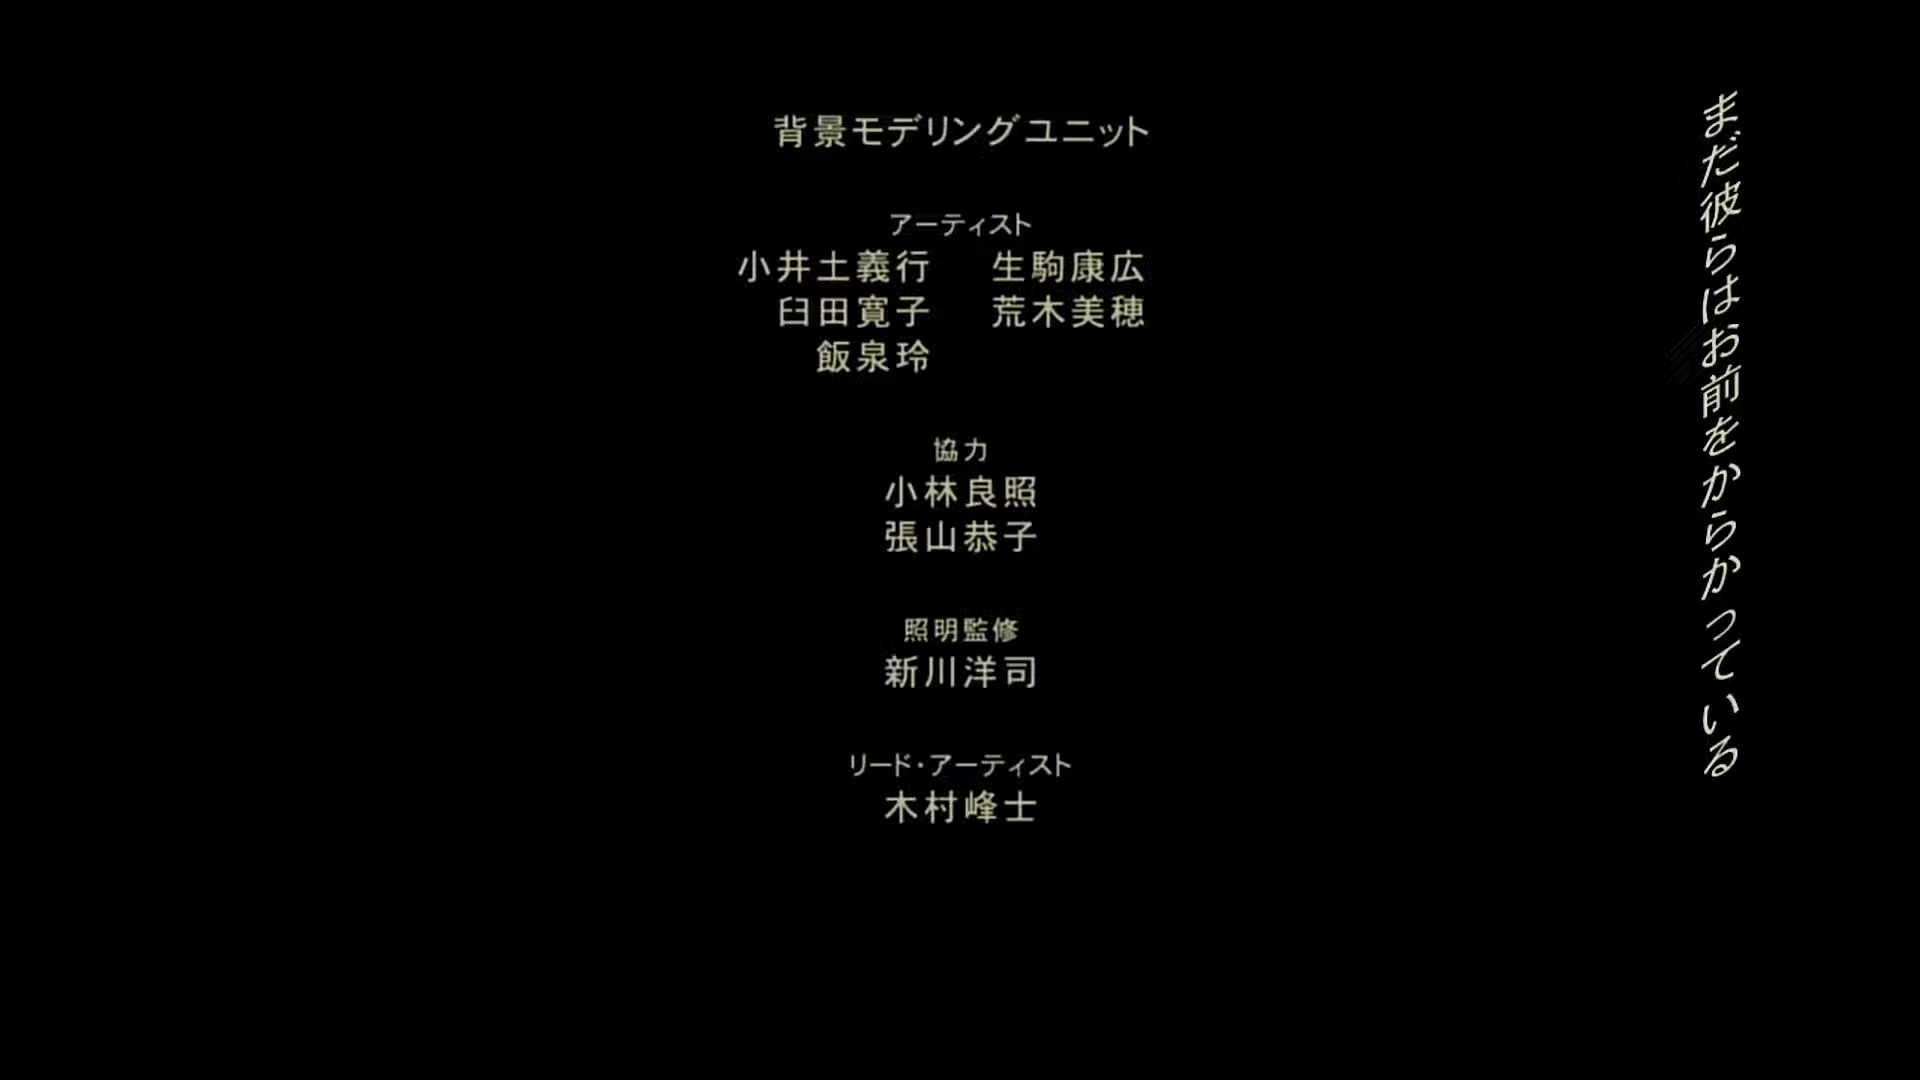 背景モデリングユニット
アーティスト
小井土義行 生駒康広
臼田寛子 荒木美穂
飯泉玲
協力
小林良照
張山恭子
照明監修
新川洋司
リード・アーティスト
木村峰士
まだ彼らはお前をからかっている